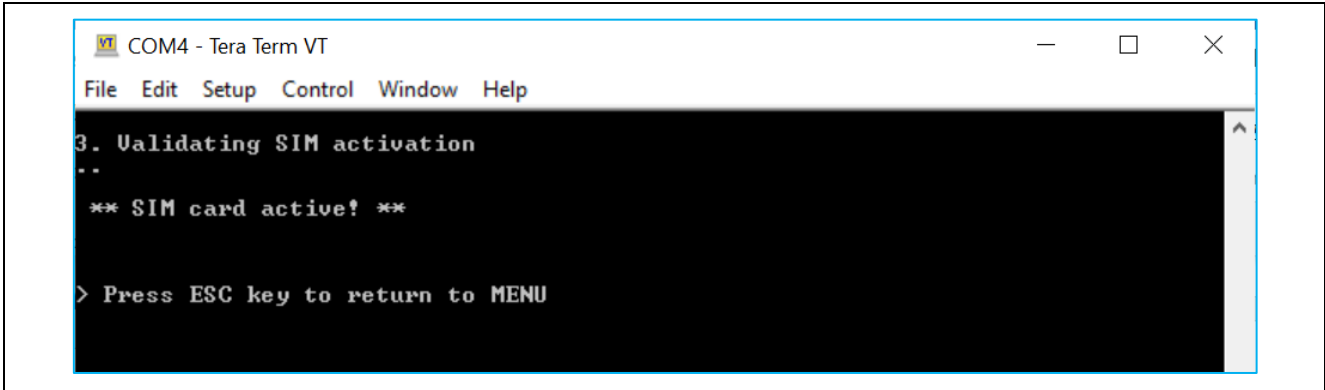 VT COM4 - Tera Term VT
File Edit Setup Control Window Help
3. Validating SIM activation
--
** SIM card active! **
> Press ESC key to return to MENU